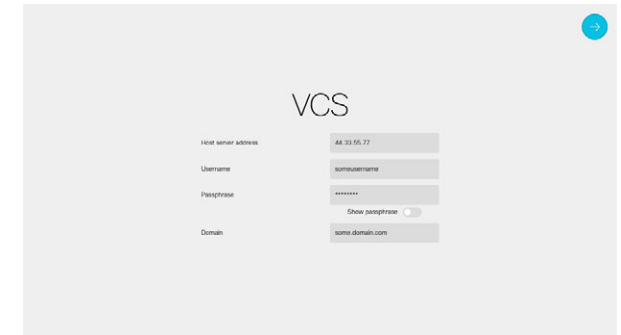 VCS
Host server address 44.33.55.77
Username someusername
Passphrase ********
Show passphrase
Domain some.domain.com